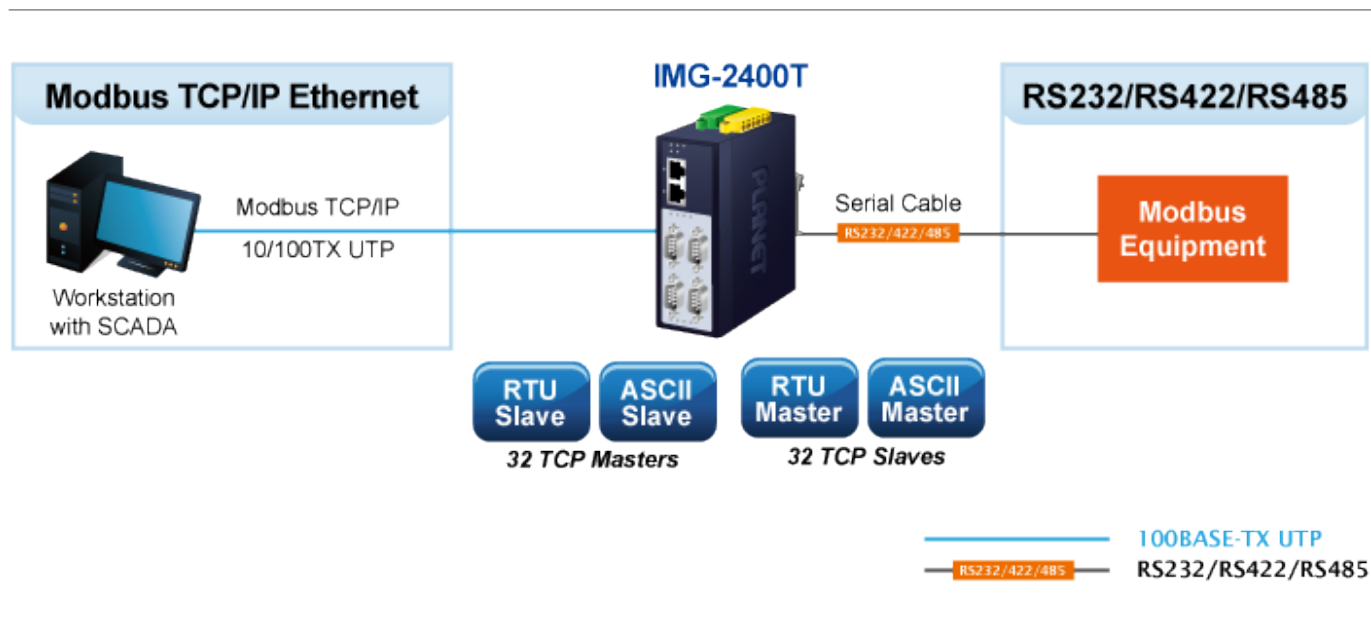 IMG-2400T
Modbus TCP/IP Ethernet
RS232/RS422/RS485
PLANET
Modbus TCP/IP
10/100TX UTP
Workstation
with SCADA
Serial Cable
RS232/422/485
Modbus
Equipment
RTU
Slave
ASCII
Slave
32 TCP Masters
RTU
Master
ASCII
Master
32 TCP Slaves
100BASE-TX UTP
RS232/422/485
RS232/RS422/RS485